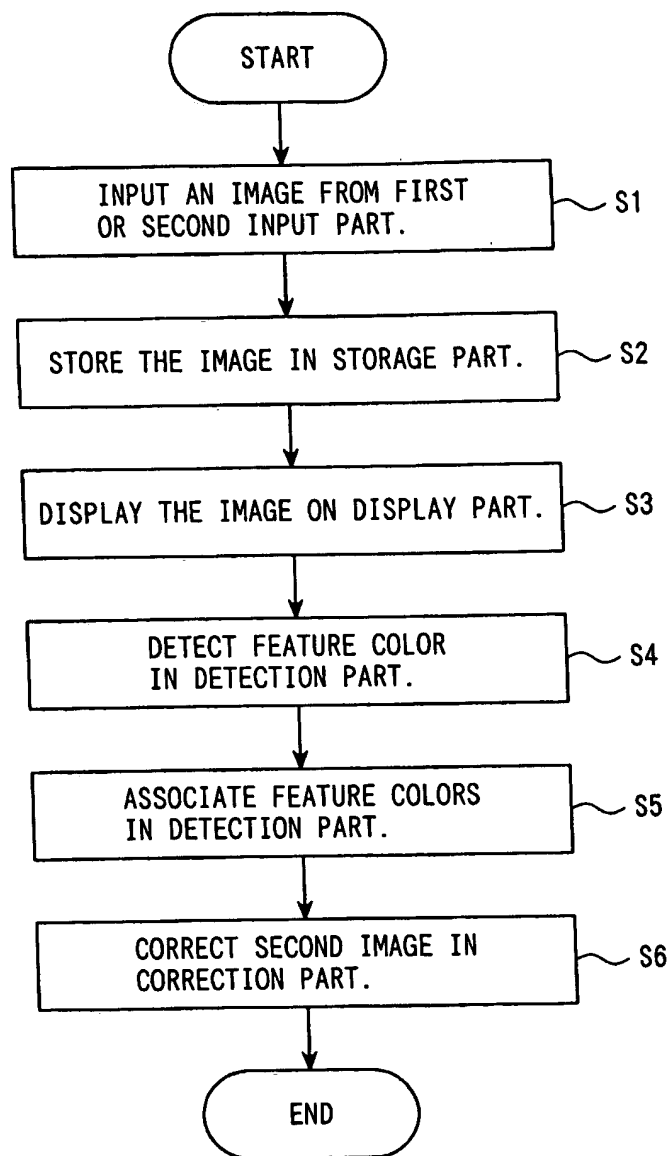 START
INPUT AN IMAGE FROM FIRST
OR SECOND INPUT PART.
S1
STORE THE IMAGE IN STORAGE PART.
S2
DISPLAY THE IMAGE ON DISPLAY PART.
S3
DETECT FEATURE COLOR
IN DETECTION PART.
S4
ASSOCIATE FEATURE COLORS
IN DETECTION PART.
S5
CORRECT SECOND IMAGE IN
CORRECTION PART.
S6
END